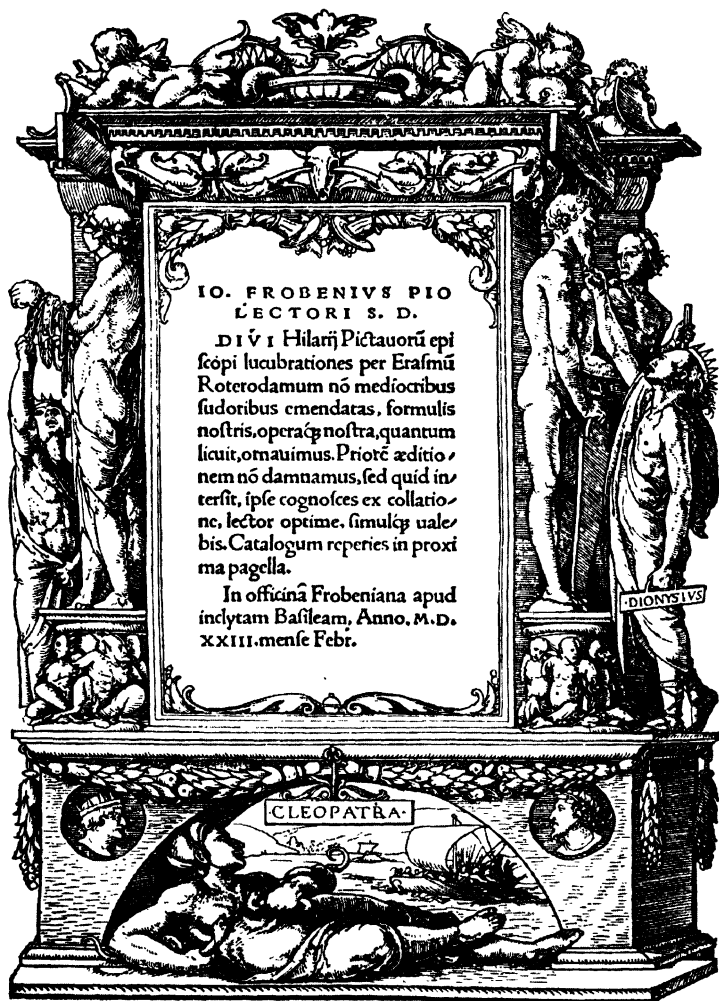 IO. FROBENIVS PIO
LECTORI S. D.
DIVI Hilarij Pictauorū epi
scopi lucubrationes per Erasmū
Roterodamum nō mediocribus
sudoribus emendatas, formulis
nostris, operaq́ꝫ nostra, quantum
licuit, ornauimus. Priorē æditio-
nem nō damnamus, sed quid in-
tersit, ipse cognosces ex collatio-
ne, lector optime. simulq́ꝫ uale-
bis. Catalogum reperies in proxi
ma pagella.
In officina Frobeniana apud
inclytam Basileam, Anno. M. D.
XXIII. mense Febr.
·DIONYSIVS
·CLEOPATRA·